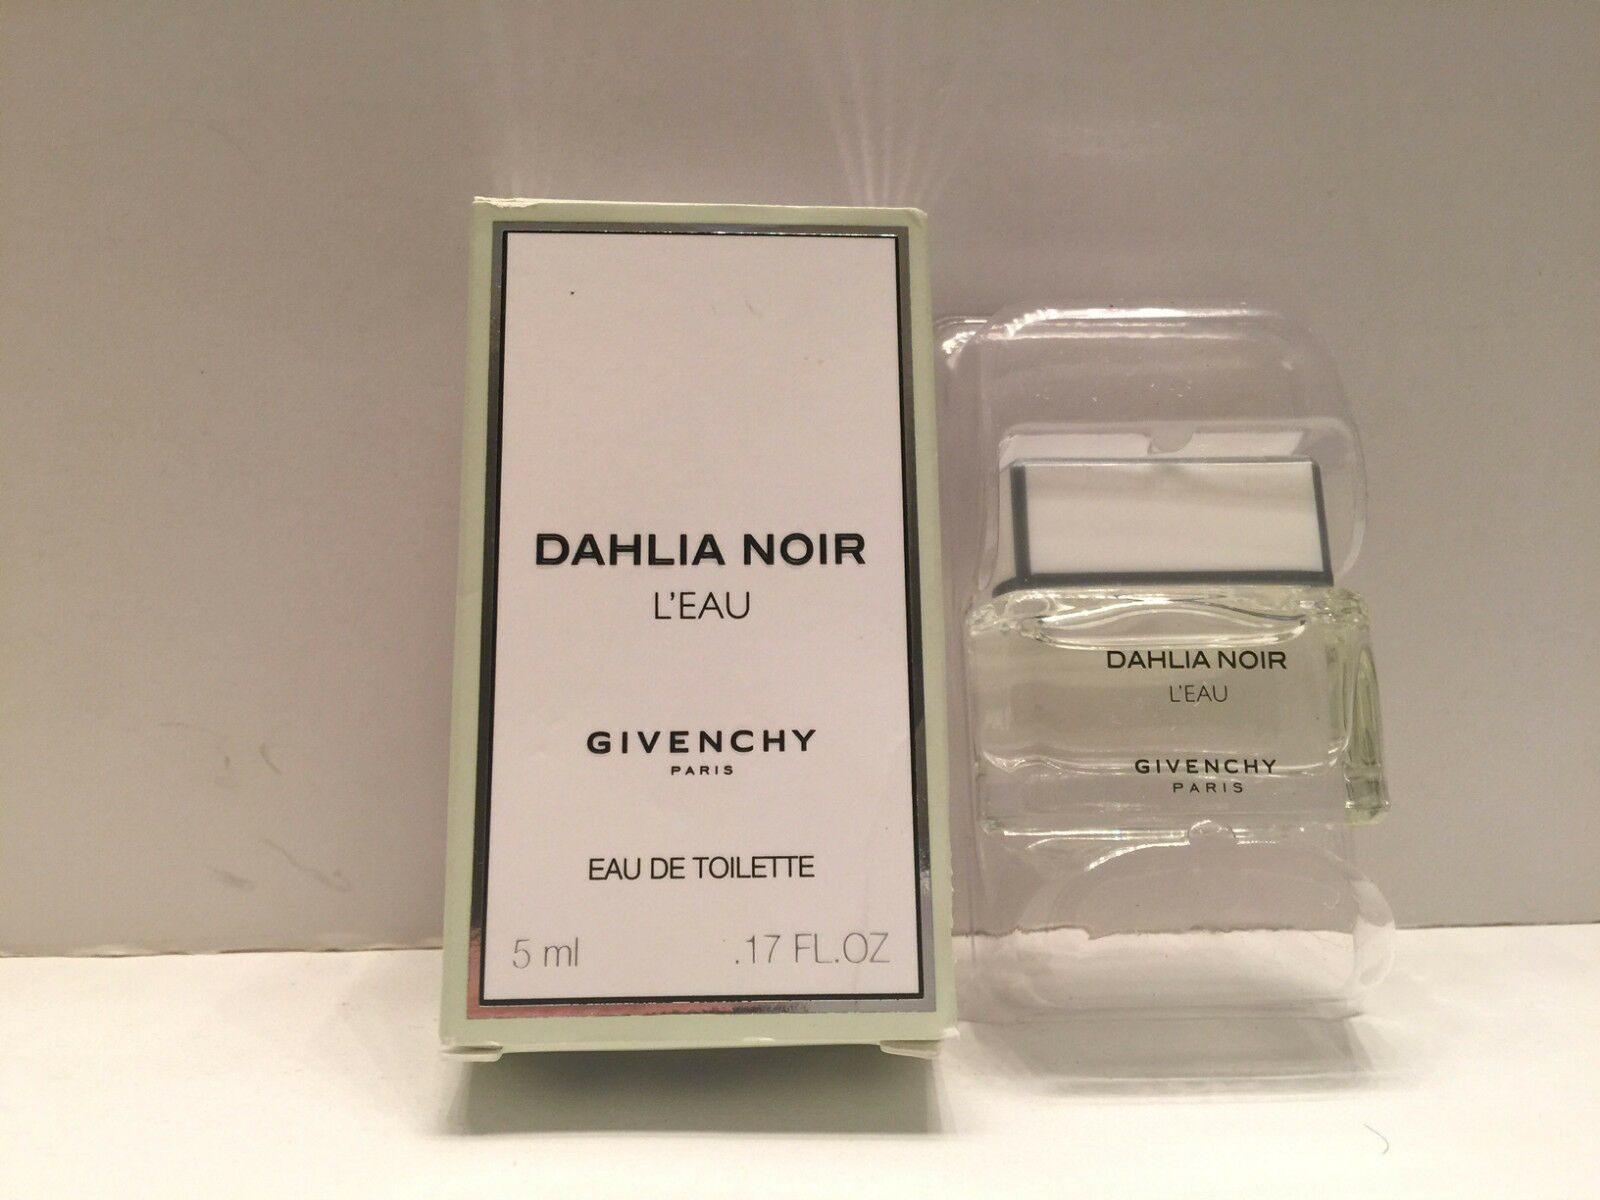 DAHLIA NOIR
L'EAU
GIVENCHY
PARIS
EAU DE TOILETTE
5 ml .17 FL.OZ
DAHLIA NOIR
L'EAU
GIVENCHY
PARIS